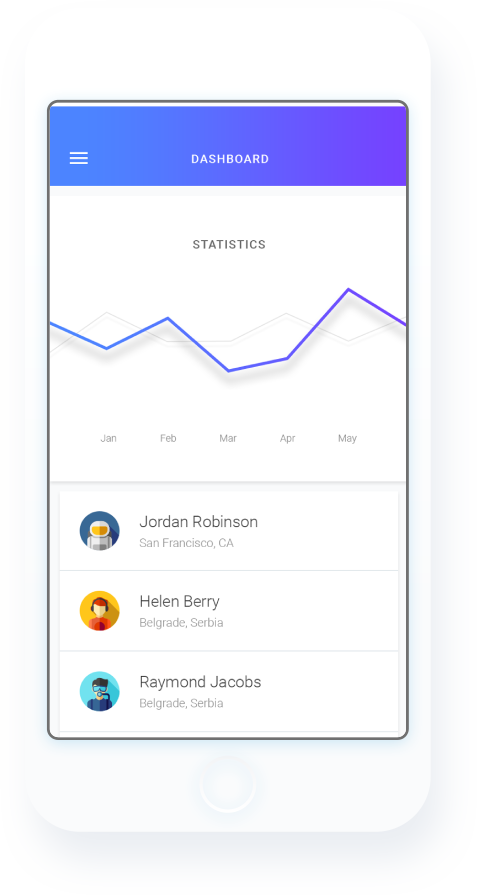 DASHBOARD
STATISTICS
Jan Feb Mar Apr May
Jordan Robinson
San Francisco, CA
Helen Berry
Belgrade, Serbia
Raymond Jacobs
Belgrade, Serbia